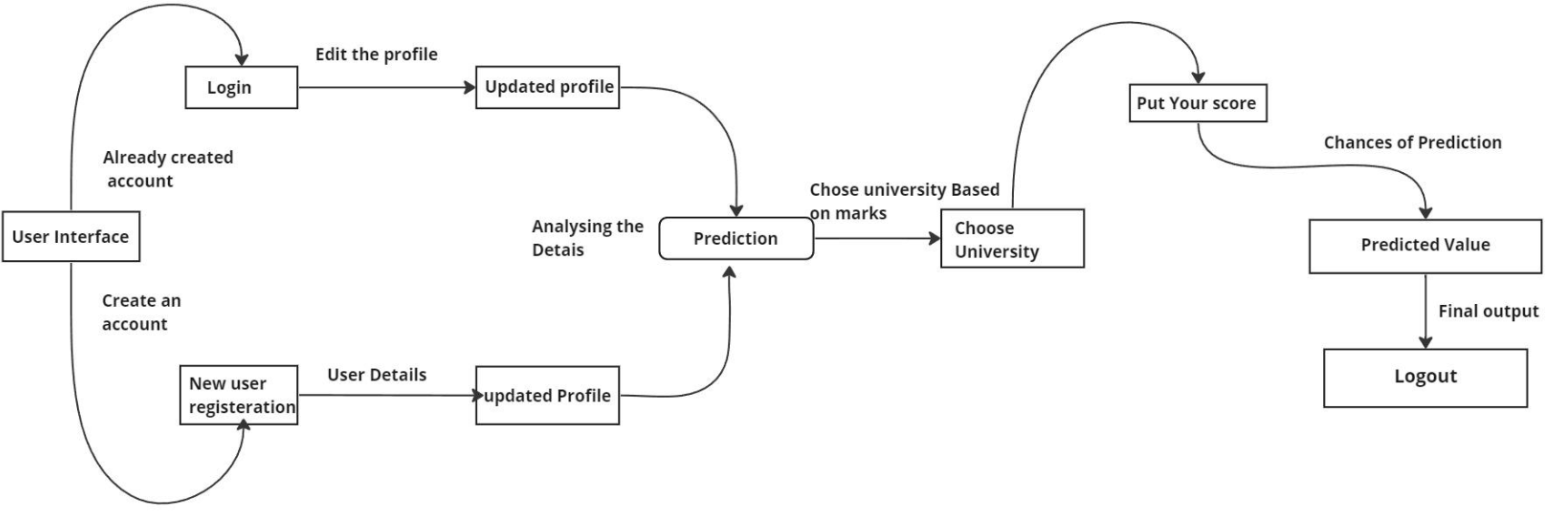 Edit the profile
Login
Updated profile
Put Your score
Chances of Prediction
Already created
account
Chose university Based
on marks
User Interface
Analysing the
Detais
Prediction
Choose
University
Predicted Value
Create an
account
Final output
New user
registeration
User Details
updated Profile
Logout